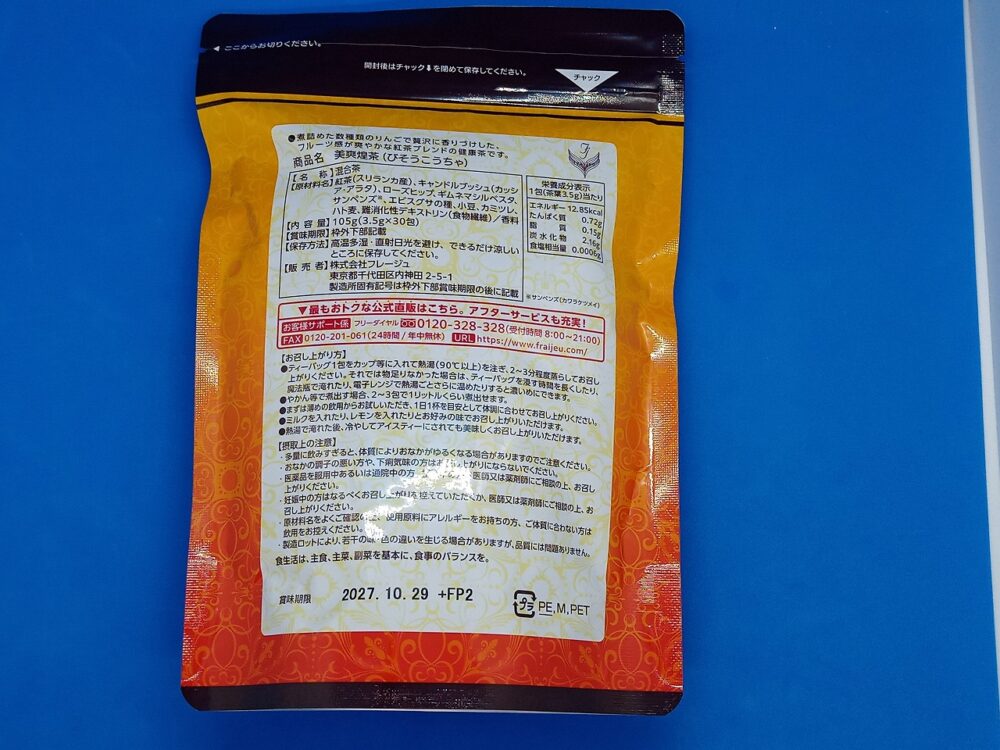 ◀ ここからお切りください。
開封後はチャック⬇を閉めて保存してください。
チャック
●煮詰めた数種類のりんごで贅沢に香りづけした、
フルーツ感が爽やかな紅茶ブレンドの健康茶です。
商品名 美爽煌茶(びそうこうちゃ)
【名 称】混合茶
【原材料名】紅茶(スリランカ産)、キャンドルブッシュ(カッシ
ア・アラタ)、ローズヒップ、ギムネマシルベスタ、
サンペンズ※、エビスグサの種、小豆、カミツレ、
ハト麦、難消化性デキストリン(食物繊維)/香料
【内 容 量】105g(3.5g×30包)
【賞味期限】枠外下部記載
【保存方法】高温多湿・直射日光を避け、できるだけ涼しい
ところに保存してください。
【販 売 者】株式会社フレージュ
東京都千代田区内神田 2-5-1
製造所固有記号は枠外下部賞味期限の後に記載
栄養成分表示
1包(茶葉3.5g)当たり
エネルギー 12.85kcal
たんぱく質 0.72g
脂 質 0.15g
炭水化物 2.16g
食塩相当量 0.0006g
※サンペンズ(カワラケツメイ)
▼最もおトクな公式直販はこちら。アフターサービスも充実!
お客様サポート係 フリーダイヤル 0120-328-328(受付時間 8:00~21:00)
FAX 0120-201-061(24時間/年中無休) URL https://www.fraijeu.com/
【お召し上がり方】
●ティーバッグ1包をカップ等に入れて熱湯(90℃以上)を注ぎ、2~3分程度蒸らしてお召し
上がりください。それでは物足りなかった場合は、ティーバッグを浸す時間を長くしたり、
魔法瓶で淹れたり、電子レンジで熱湯ごとさらに温めたりすると濃いめにできます。
●やかん等で煮出す場合、2~3包で1リットルくらい煮出せます。
●まずは薄めの飲用からお試しいただき、1日1杯を目安として体調に合わせてお召し上がりください。
●ミルクを入れたり、レモンを入れたりとお好みの味でお召し上がりいただけます。
●熱湯で淹れた後、冷やしてアイスティーにされても美味しくお召し上がりいただけます。
【摂取上の注意】
・多量に飲みすぎると、体質によりおなかがゆるくなる場合がありますのでご注意ください。
・おなかの調子の悪い方や、下痢気味の方はお召し上がりにならないでください。
・医薬品を服用中あるいは通院中の方 医師又は薬剤師にご相談の上、お召し
上がりください。
・妊娠中の方はなるべくお召し上がりを控えていただくか、医師又は薬剤師にご相談の上、お
召し上がりください。
・原材料名をよくご確認の上、使用原料にアレルギーをお持ちの方、ご体質に合わない方は
飲用をお控えください。
・製造ロットにより、若干の味・色の違いを生じる場合がありますが、品質には問題ありません。
食生活は、主食、主菜、副菜を基本に、食事のバランスを。
賞味期限 2027.10.29 +FP2
プラ PE,M,PET